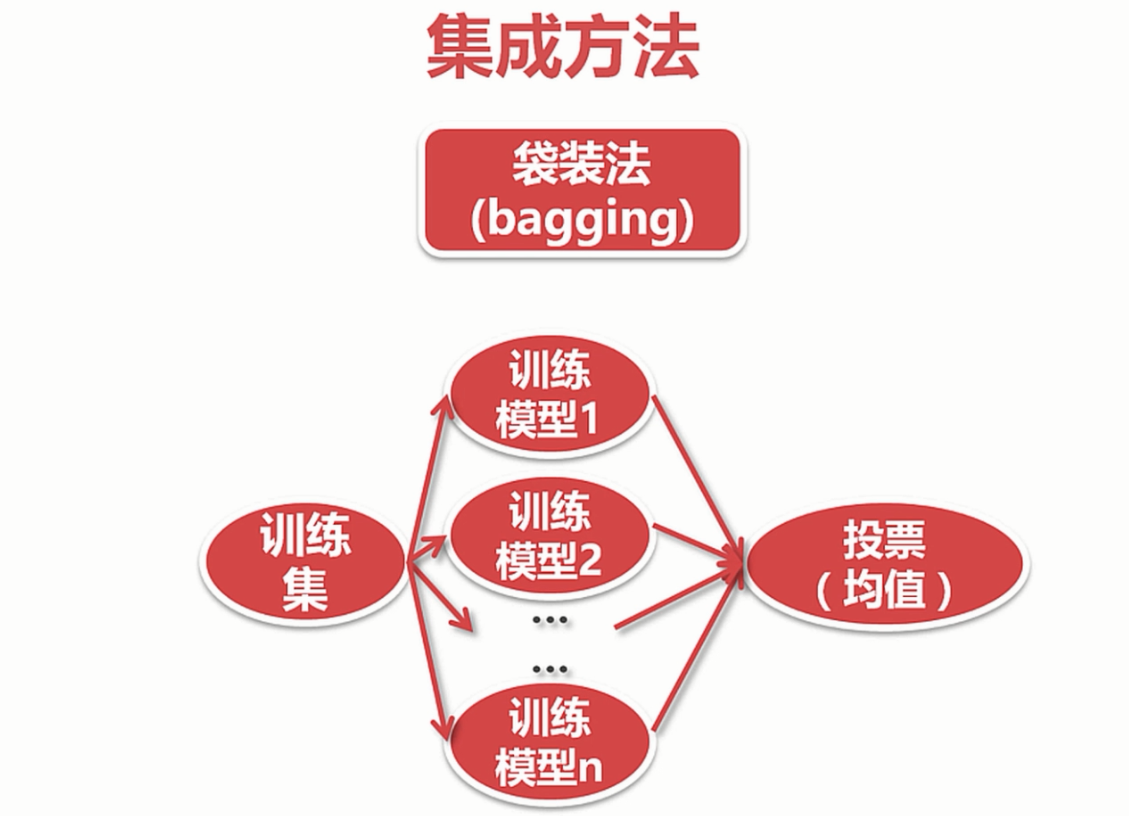 集成方法
袋装法
(bagging)
训练
模型1
训练
模型2
训练
集
投票
（均值）
...
...
训练
模型n